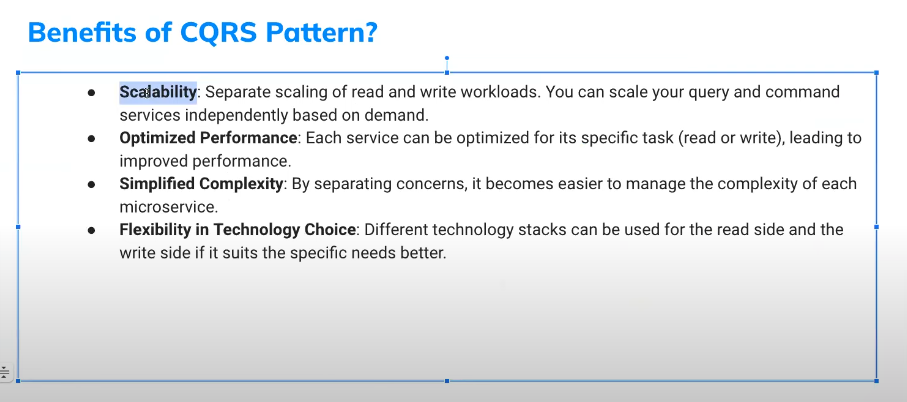 Benefits of CQRS Pattern?
● Scalability: Separate scaling of read and write workloads. You can scale your query and command
services independently based on demand.
● Optimized Performance: Each service can be optimized for its specific task (read or write), leading to
improved performance.
● Simplified Complexity: By separating concerns, it becomes easier to manage the complexity of each
microservice.
● Flexibility in Technology Choice: Different technology stacks can be used for the read side and the
write side if it suits the specific needs better.